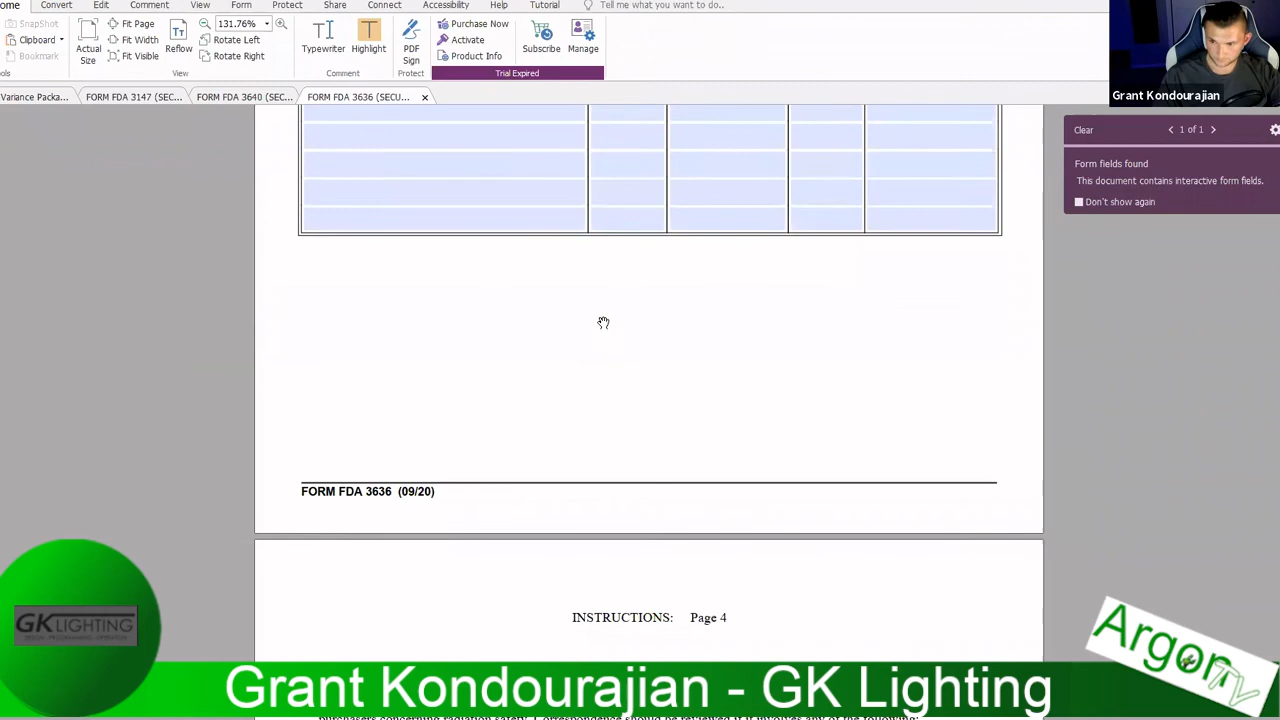 ome Convert Edit Comment View Form Protect Share Connect Accessibility Help Tutorial Tell me what you want to do..
SnapShot
Clipboard
Bookmark
ols
Actual Size
Fit Page
Fit Width
Fit Visible
Reflow
131.76%
Rotate Left
Rotate Right
View
Typewriter
Highlight
Comment
PDF Sign
Protect
Purchase Now
Activate
Product Info
Subscribe
Manage
Trial Expired
Variance Packa... FORM FDA 3147 (SEC... FORM FDA 3640 (SEC... FORM FDA 3636 (SECU...
Grant Kondourajian
Clear 1 of 1
Form fields found
This document contains interactive form fields.
Don't show again
FORM FDA 3636 (09/20)
INSTRUCTIONS: Page 4
GK LIGHTING
DESIGN · PROGRAMMING · OPERATION
Argon TV
Grant Kondourajian - GK Lighting